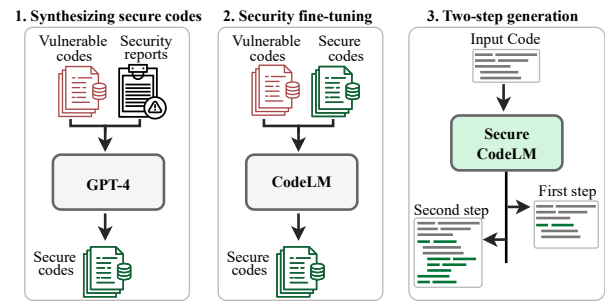 1. Synthesizing secure codes
Vulnerable
codes
Security
reports
GPT-4
Secure
codes
2. Security fine-tuning
Vulnerable
codes
Secure
codes
CodeLM
Secure
codes
3. Two-step generation
Input Code
Secure
CodeLM
First step
Second step